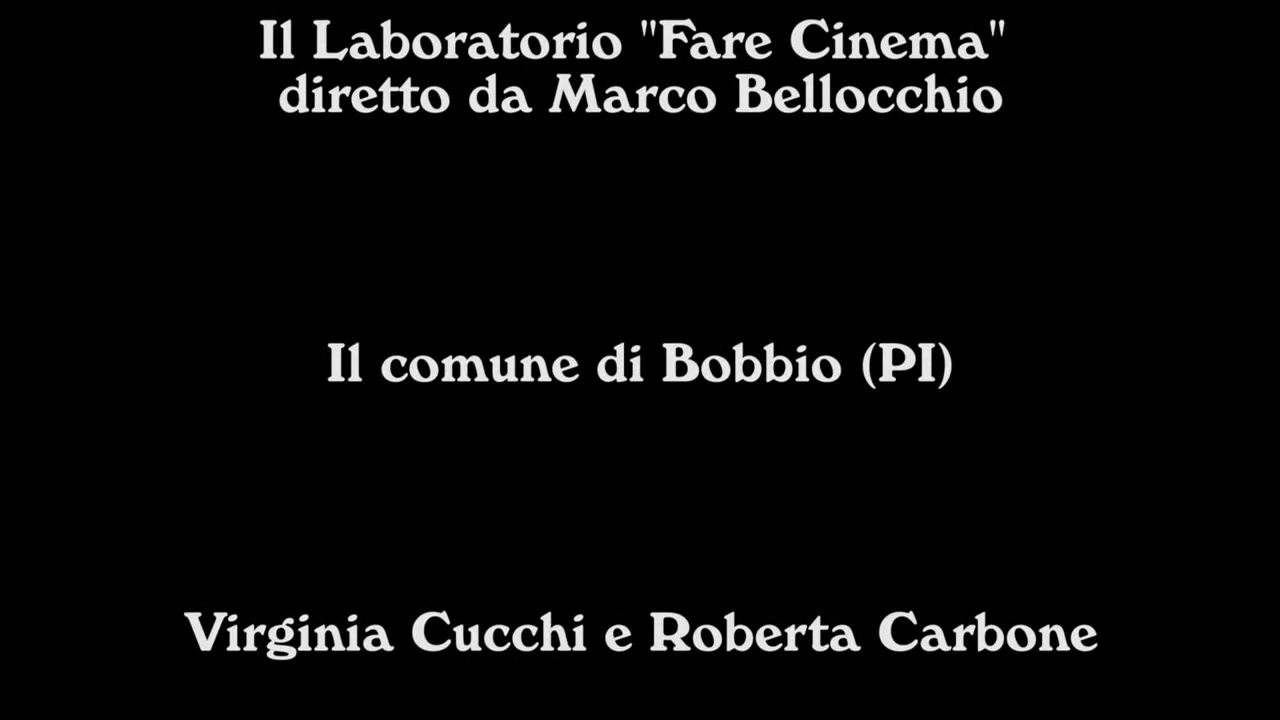 Il Laboratorio "Fare Cinema"
diretto da Marco Bellocchio
Il comune di Bobbio (PI)
Virginia Cucchi e Roberta Carbone